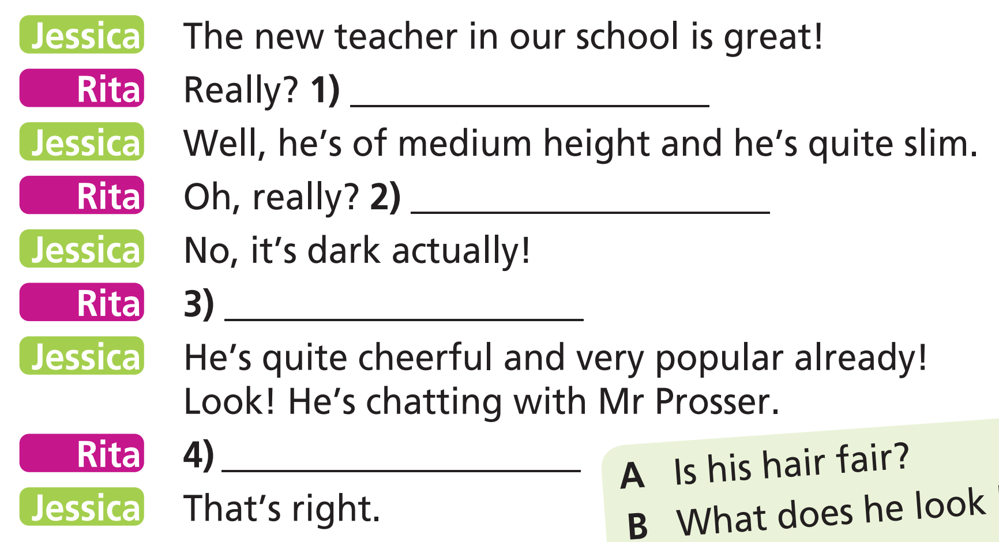 Jessica The new teacher in our school is great!
Rita Really? 1) ____________________
Jessica Well, he's of medium height and he's quite slim.
Rita Oh, really? 2) ____________________
Jessica No, it's dark actually!
Rita 3) ____________________
Jessica He's quite cheerful and very popular already!
Look! He's chatting with Mr Prosser.
Rita 4) ____________________
Jessica That's right.
A Is his hair fair?
B What does he look